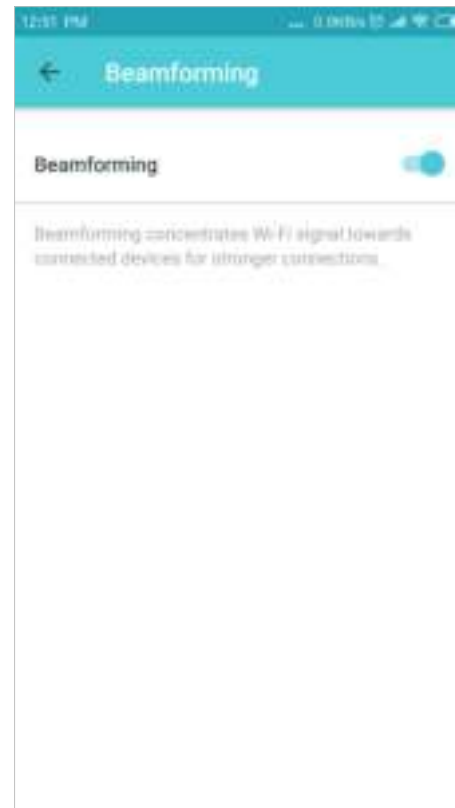 12:51 PM
Beamforming
Beamforming
Beamforming concentrates Wi-Fi signal towards
connected devices for stronger connections.